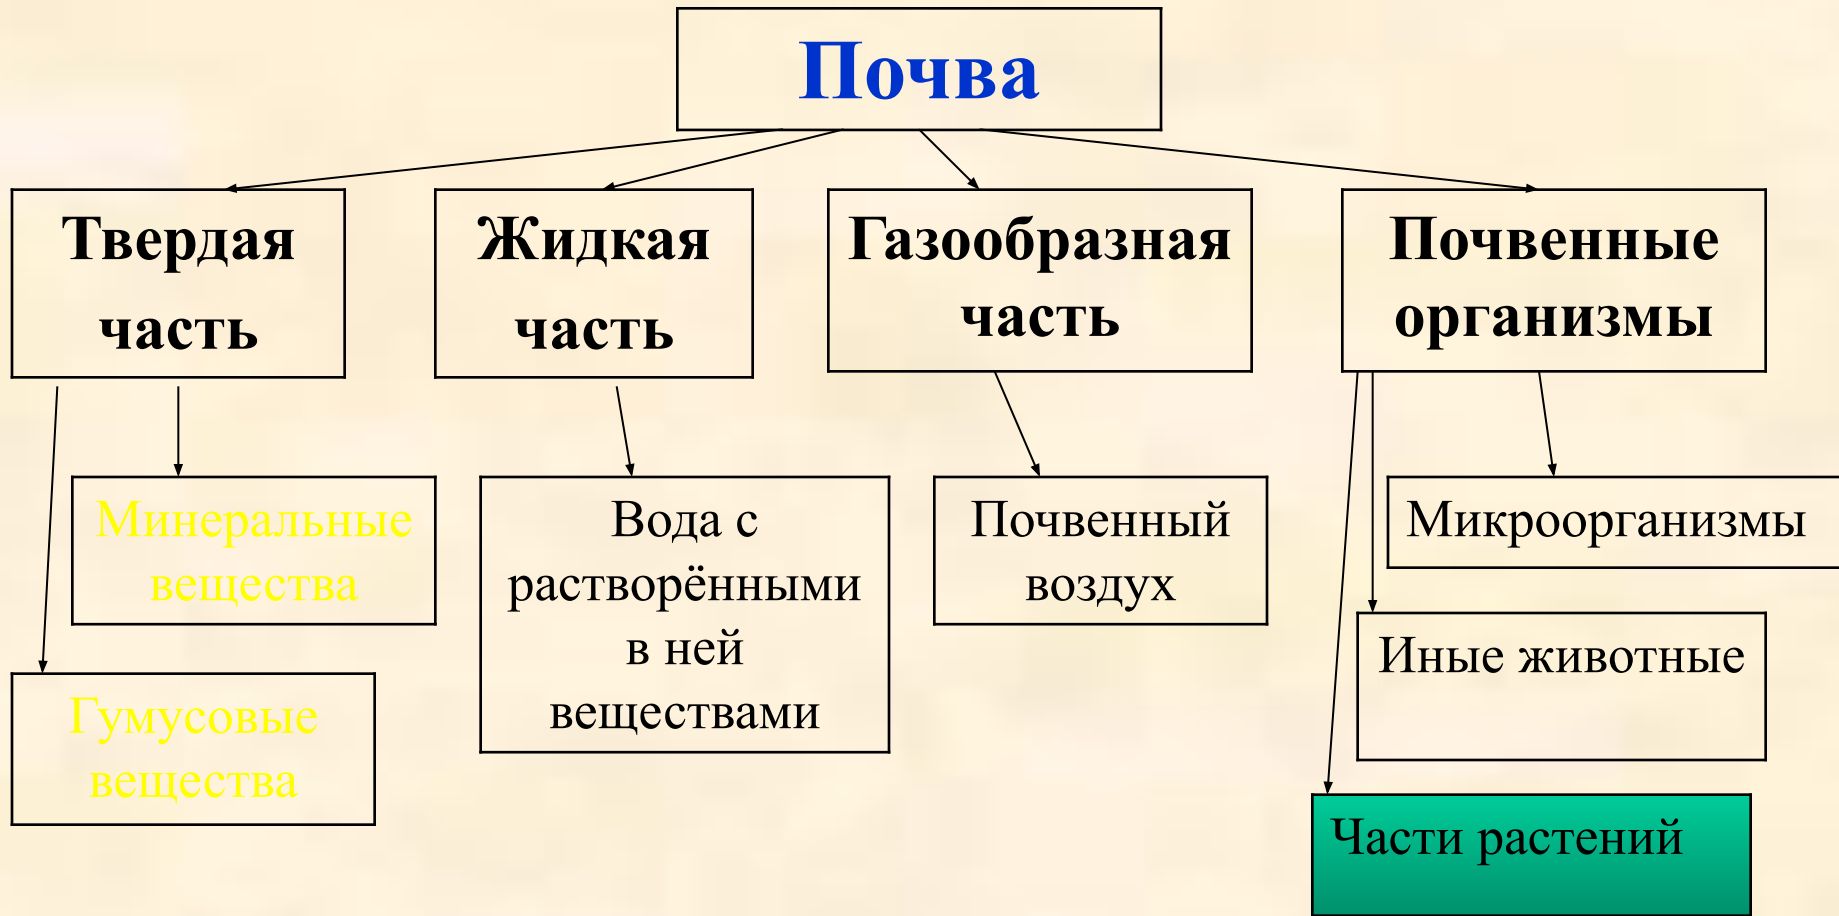 Почва
Твердая
часть
Жидкая
часть
Газообразная
часть
Почвенные
организмы
Минеральные
вещества
Гумусовые
вещества
Вода с
растворёнными
в ней
веществами
Почвенный
воздух
Микроорганизмы
Иные животные
Части растений